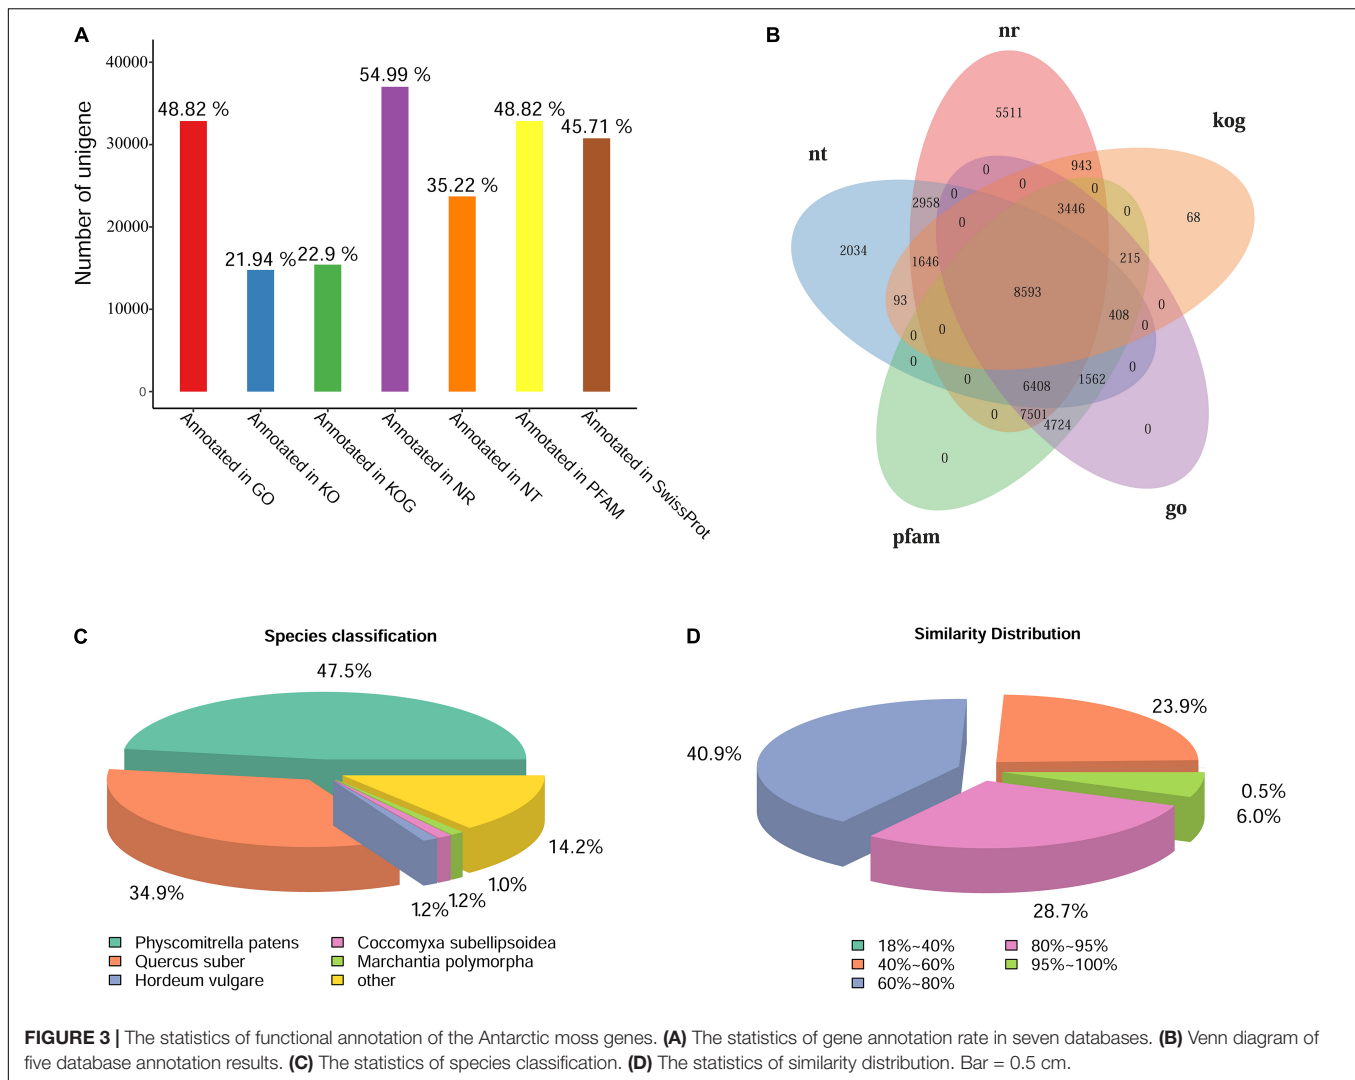 A
Number of unigene
40000
30000
20000
10000
0
48.82 %
21.94 %
22.9 %
54.99 %
35.22 %
48.82 %
45.71 %
Annotated in GO
Annotated in KO
Annotated in KOG
Annotated in NR
Annotated in NT
Annotated in PFAM
Annotated in SwissProt
B
nr
kog
nt
go
pfam
5511
943
0
0
0
0
2958
3446
0
68
0
2034
1646
215
93
8593
0
408
0
0
0
0
0
0
6408
1562
0
7501
4724
0
0
C
Species classification
47.5%
34.9%
1.2%
1.2%
1.0%
14.2%
Physcomitrella patens
Quercus suber
Hordeum vulgare
Coccomyxa subellipsoidea
Marchantia polymorpha
other
D
Similarity Distribution
40.9%
23.9%
0.5%
6.0%
28.7%
18%~40%
40%~60%
60%~80%
80%~95%
95%~100%
FIGURE 3 | The statistics of functional annotation of the Antarctic moss genes. (A) The statistics of gene annotation rate in seven databases. (B) Venn diagram of
five database annotation results. (C) The statistics of species classification. (D) The statistics of similarity distribution. Bar = 0.5 cm.